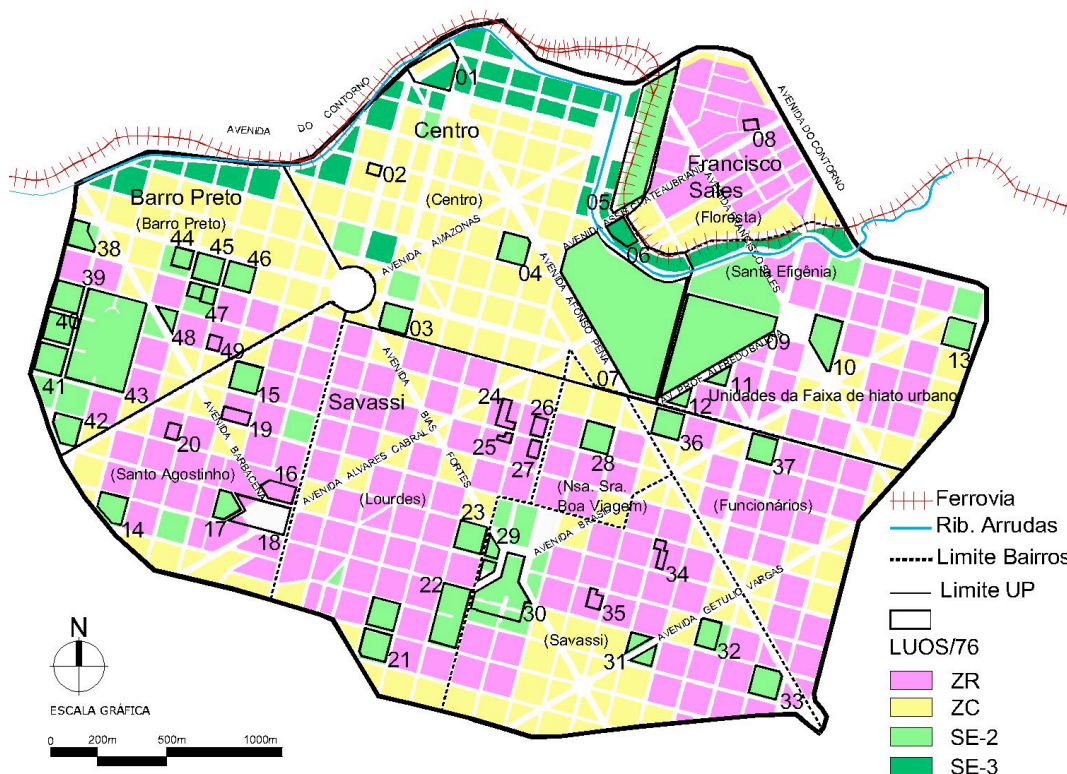 01
AVENIDA DO CONTORNO
Centro
02
(Centro)
AVENIDA AMAZONAS
Barro Preto
(Barro Preto)
08
AVENIDA DO CONTORNO
Francisco
Sales
(Floresta)
05
06
04
(Santa Efigênia)
AVENIDA AFONSO PENA
03
38
44
45
46
39
47
40
48
49
41
43
42
09
AV. PROF. ALFREDO BALENA
10
13
07
11
12
Unidades da Faixa de hiato urbano
15
Savassi
AVENIDA BIAS FORTES
24
26
25
27
28
36
37
19
20
AVENIDA BARBACENA
AVENIDA ALVARES CABRAL
(Santo Agostinho)
16
(Lourdes)
(Nsa. Sra.
Boa Viagem)
(Funcionários)
14
17
18
23
29
AVENIDA BRASIL
34
22
30
35
AVENIDA GETULIO VARGAS
(Savassi)
21
31
32
33
Ferrovia
Rib. Arrudas
Limite Bairros
Limite UP
LUOS/76
ZR
ZC
SE-2
SE-3
N
ESCALA GRÁFICA
0 200m 500m 1000m